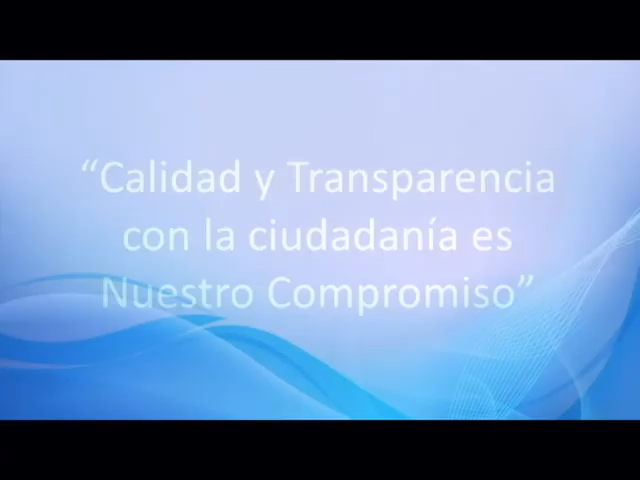 “Calidad y Transparencia
con la ciudadanía es
Nuestro Compromiso”